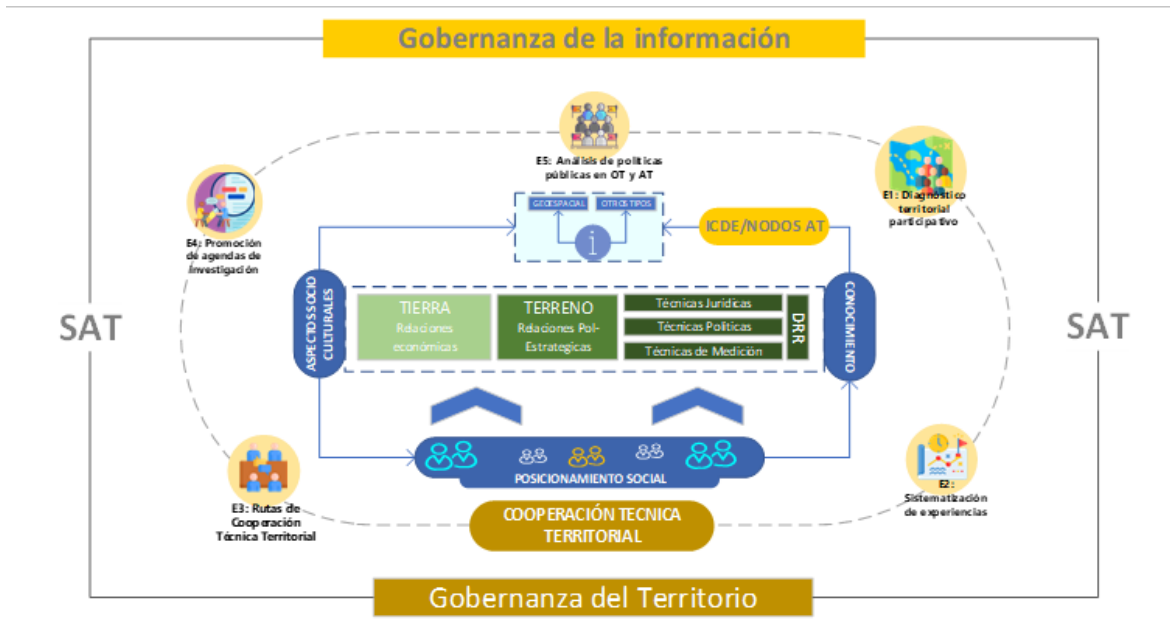 Gobernanza de la información
E5: Análisis de políticas
públicas en OT y AT
E1: Diagnóstico
territorial
participativo
E4: Promoción
de agendas de
investigación
GEOESPACIAL
OTROS TIPOS
i
ICDE/NODOS AT
SAT
SAT
ASPECTOS SOCIO
CULTURALES
TIERRA
Relaciones
económicas
TERRENO
Relaciones Pol-
Estrategicas
Técnicas Jurídicas
Técnicas Políticas
Técnicas de Medición
DRR
CONOCIMIENTO
POSICIONAMIENTO SOCIAL
E3: Rutas de
Cooperación
Técnica Territorial
E2:
Sistematización
de experiencias
COOPERACIÓN TECNICA
TERRITORIAL
Gobernanza del Territorio